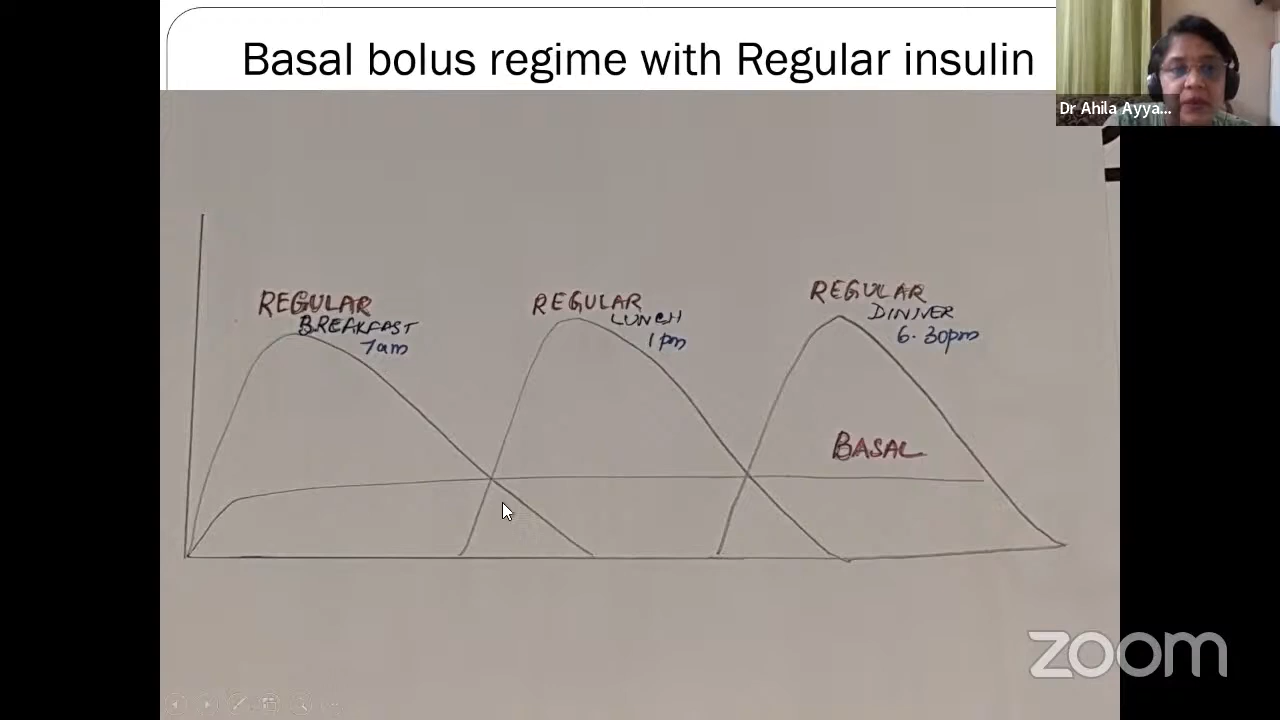 Basal bolus regime with Regular insulin
Dr Ahila Ayya...
REGULAR
BREAKFAST
7am
REGULAR
LUNCH
1pm
REGULAR
DINNER
6.30pm
BASAL
zoom